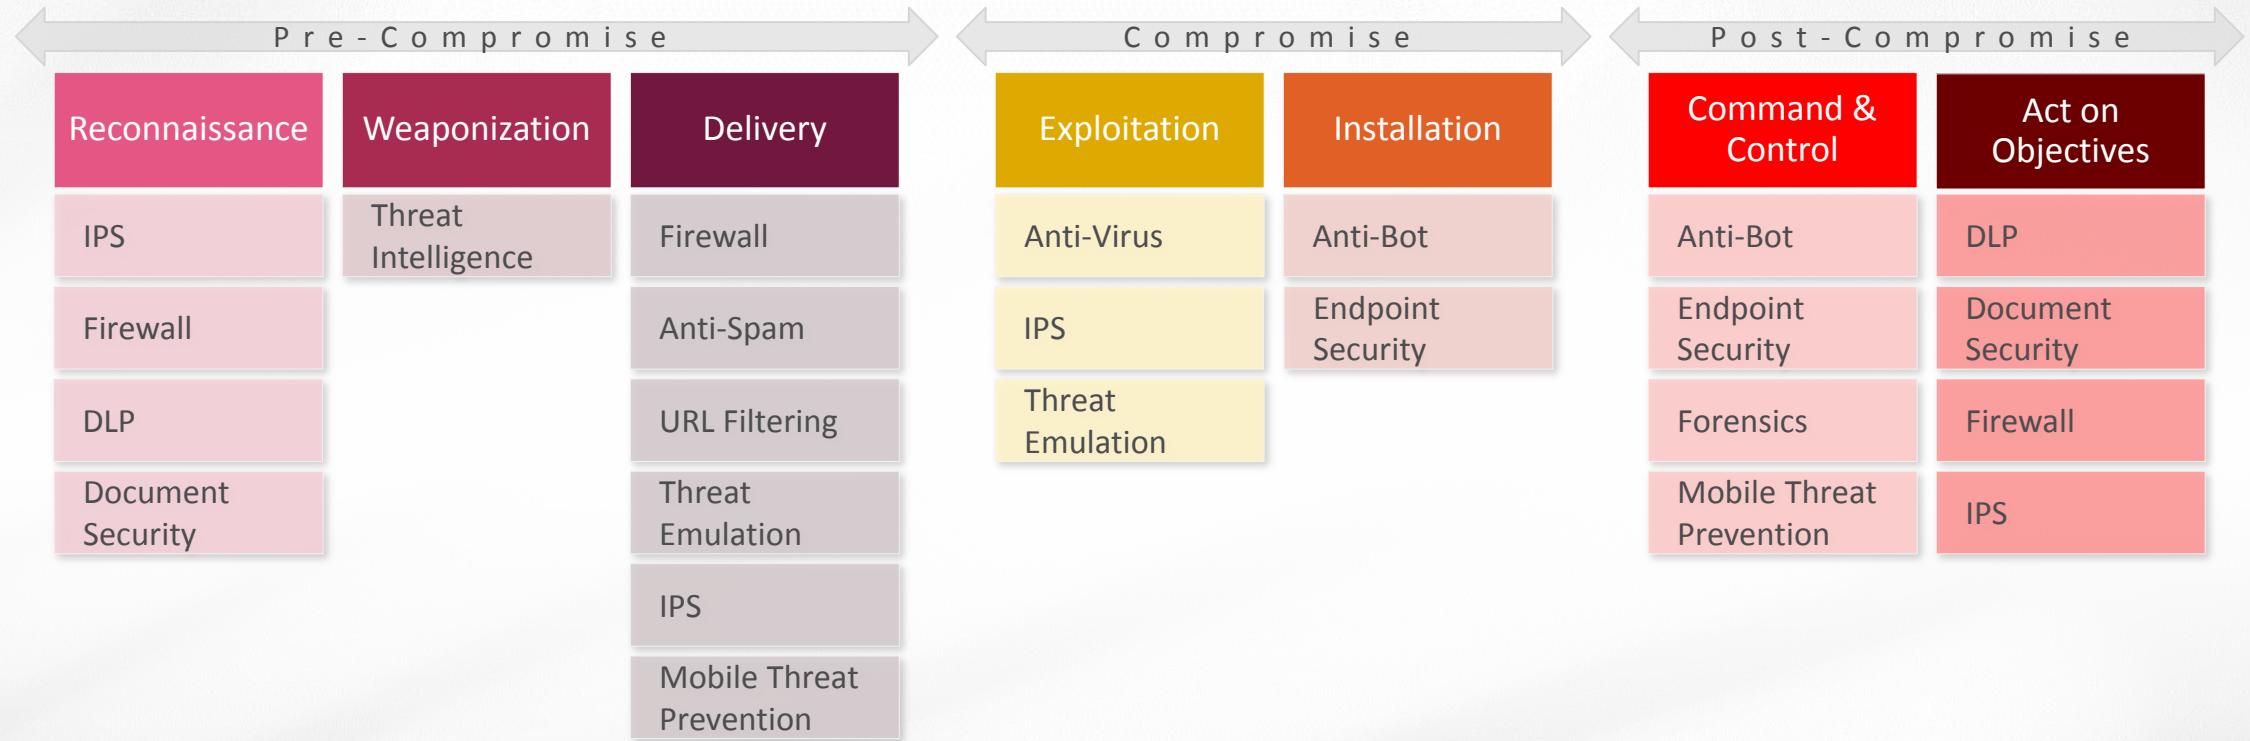 Pre-Compromise
Compromise
Post-Compromise
Reconnaissance
Weaponization
Delivery
Exploitation
Installation
Command &
Control
Act on
Objectives
IPS
Firewall
DLP
Document
Security
Threat
Intelligence
Firewall
Anti-Spam
URL Filtering
Threat
Emulation
IPS
Mobile Threat
Prevention
Anti-Virus
IPS
Threat
Emulation
Anti-Bot
Endpoint
Security
Anti-Bot
Endpoint
Security
Forensics
Mobile Threat
Prevention
DLP
Document
Security
Firewall
IPS